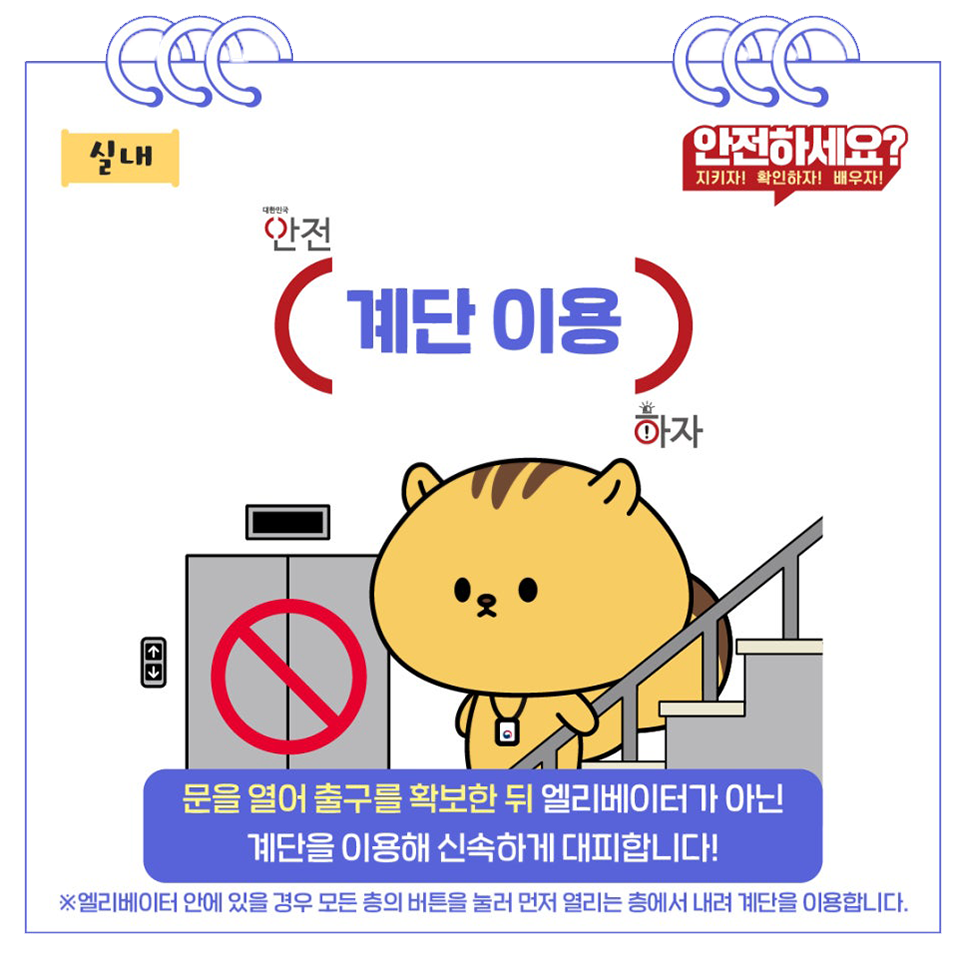 실내
안전하세요?
지키자! 확인하자! 배우자!
대한민국
안전
계단 이용
하자
문을 열어 출구를 확보한 뒤 엘리베이터가 아닌
계단을 이용해 신속하게 대피합니다!
※엘리베이터 안에 있을 경우 모든 층의 버튼을 눌러 먼저 열리는 층에서 내려 계단을 이용합니다.